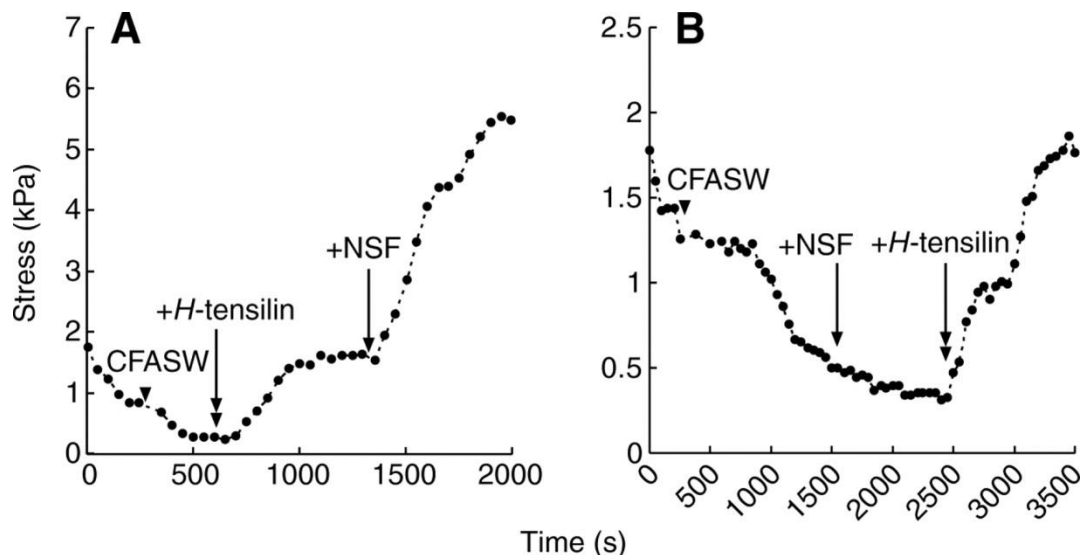 A
B
7
6
5
4
3
2
1
0
2.5
2
1.5
1
0.5
0
Stress (kPa)
CFASW
+H-tensilin
+NSF
CFASW
+NSF
+H-tensilin
0 500 1000 1500 2000
0 500 1000 1500 2000 2500 3000 3500
Time (s)